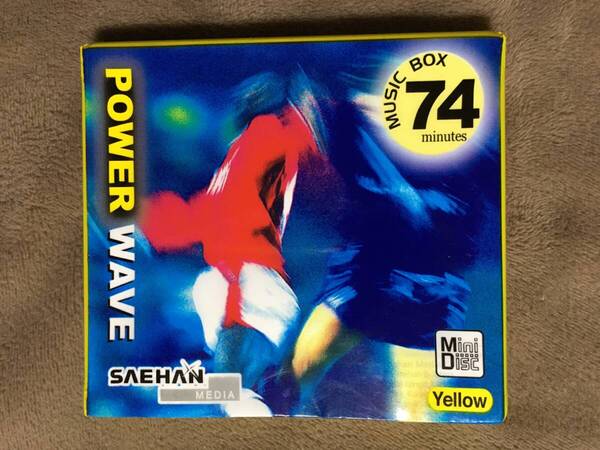 POWER WAVE
MUSIC BOX
74
minutes
Mini
Disc
SAEHAN
MEDIA
Yellow